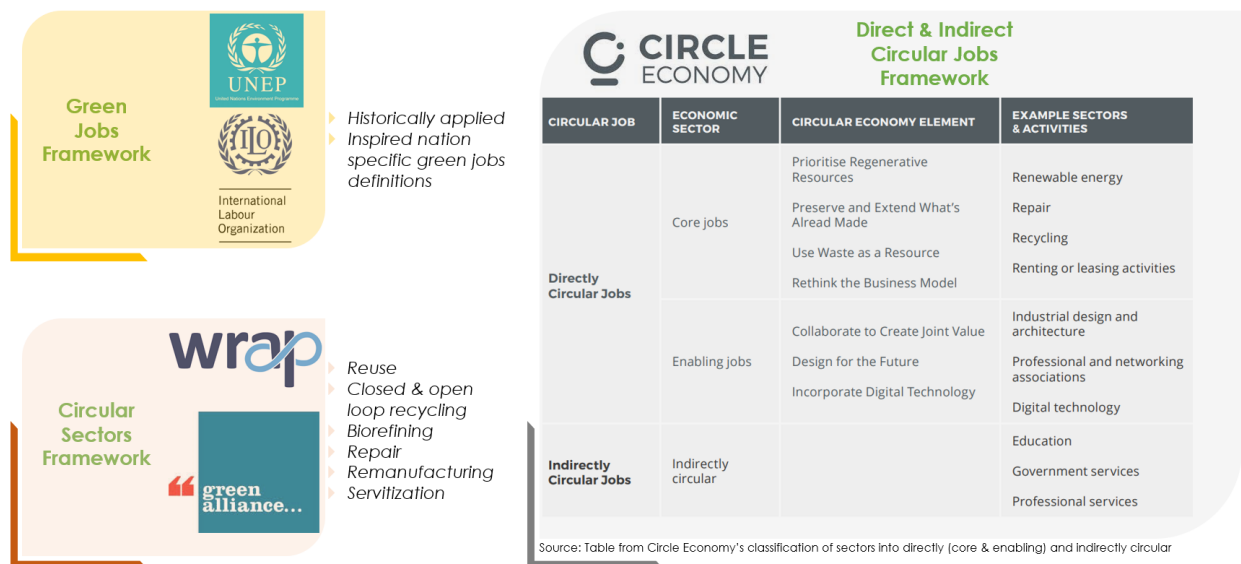 Green
Jobs
Framework
UNEP
United Nations Environment Programme
ILO
International
Labour
Organization
Historically applied
Inspired nation
specific green jobs
definitions
Circular
Sectors
Framework
wrap
green
alliance...
Reuse
Closed & open
loop recycling
Biorefining
Repair
Remanufacturing
Servitization
CIRCLE
ECONOMY
Direct & Indirect
Circular Jobs
Framework
CIRCULAR JOB
ECONOMIC
SECTOR
CIRCULAR ECONOMY ELEMENT
EXAMPLE SECTORS
& ACTIVITIES
Directly
Circular Jobs
Core jobs
Prioritise Regenerative
Resources
Preserve and Extend What's
Alread Made
Use Waste as a Resource
Rethink the Business Model
Renewable energy
Repair
Recycling
Renting or leasing activities
Enabling jobs
Collaborate to Create Joint Value
Design for the Future
Incorporate Digital Technology
Industrial design and
architecture
Professional and networking
associations
Digital technology
Indirectly
Circular Jobs
Indirectly
circular
Education
Government services
Professional services
Source: Table from Circle Economy's classification of sectors into directly (core & enabling) and indirectly circular